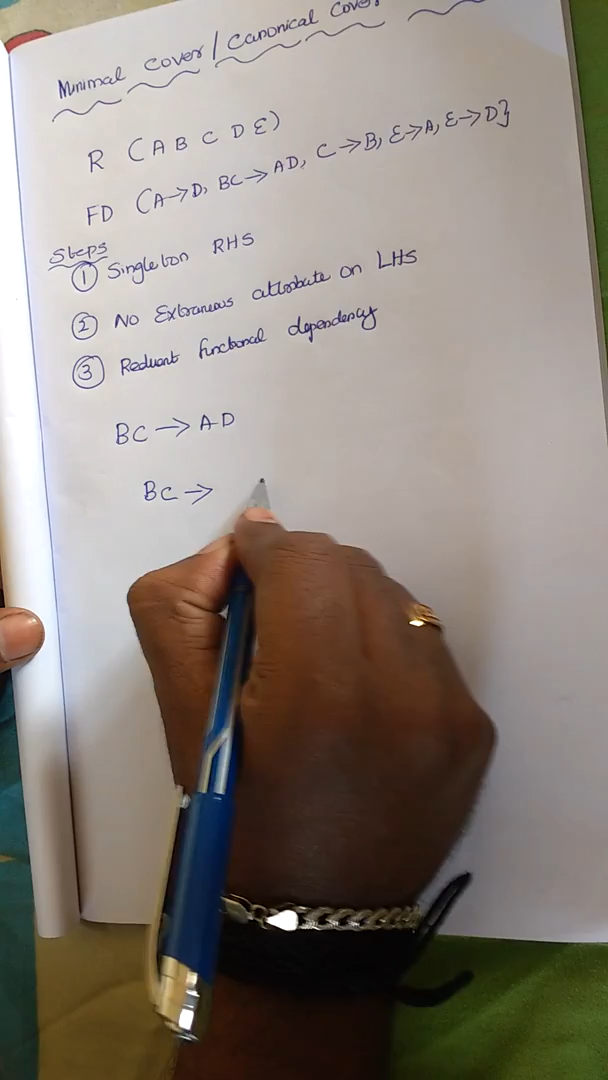 Minimal Cover / Canonical Cover
R (A B C D E)
FD (A→D, BC→AD, C→B, E→A, E→D}
Steps
① Singleton RHS
② No Extraneous attribute on LHS
③ Reduant functional dependency
BC → AD
BC →